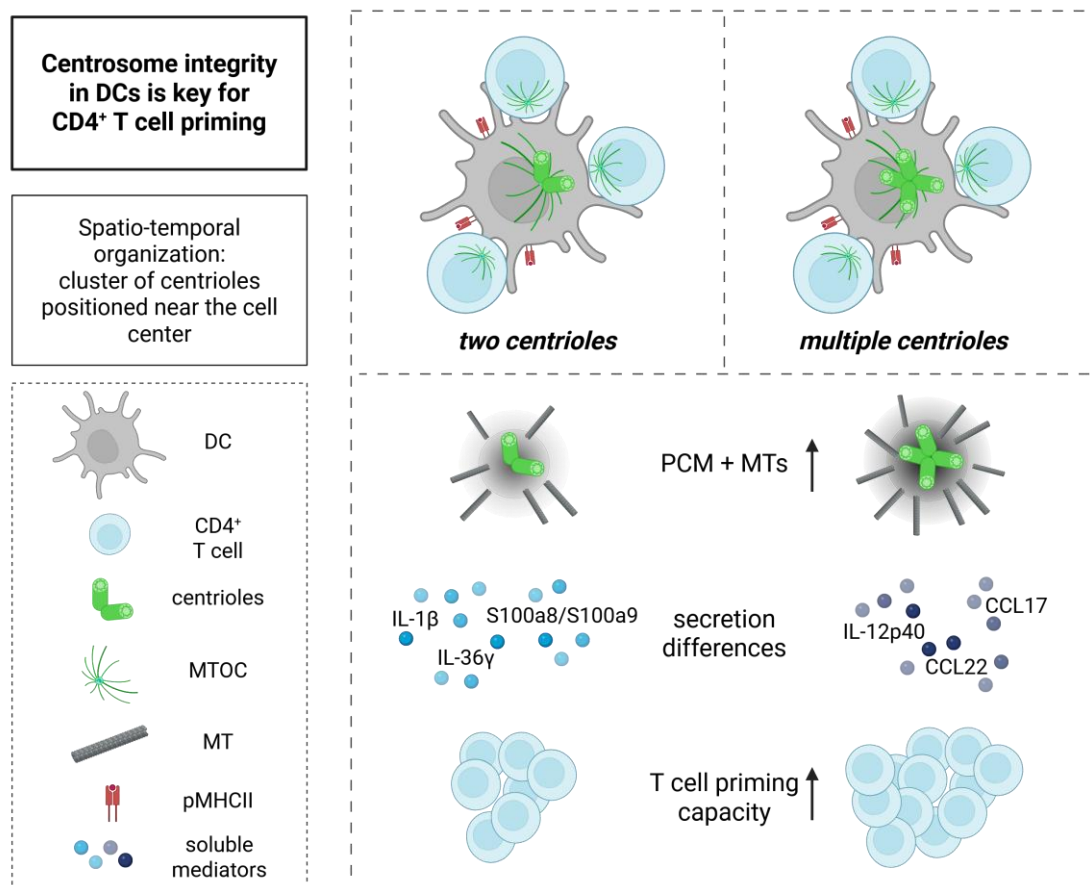 Centrosome integrity
in DCs is key for
CD4⁺ T cell priming
Spatio-temporal
organization:
cluster of centrioles
positioned near the cell
center
DC
CD4⁺
T cell
centrioles
MTOC
MT
pMHCII
soluble
mediators
two centrioles
multiple centrioles
PCM + MTs
IL-1β
S100a8/S100a9
IL-36γ
secretion
differences
CCL17
IL-12p40
CCL22
T cell priming
capacity